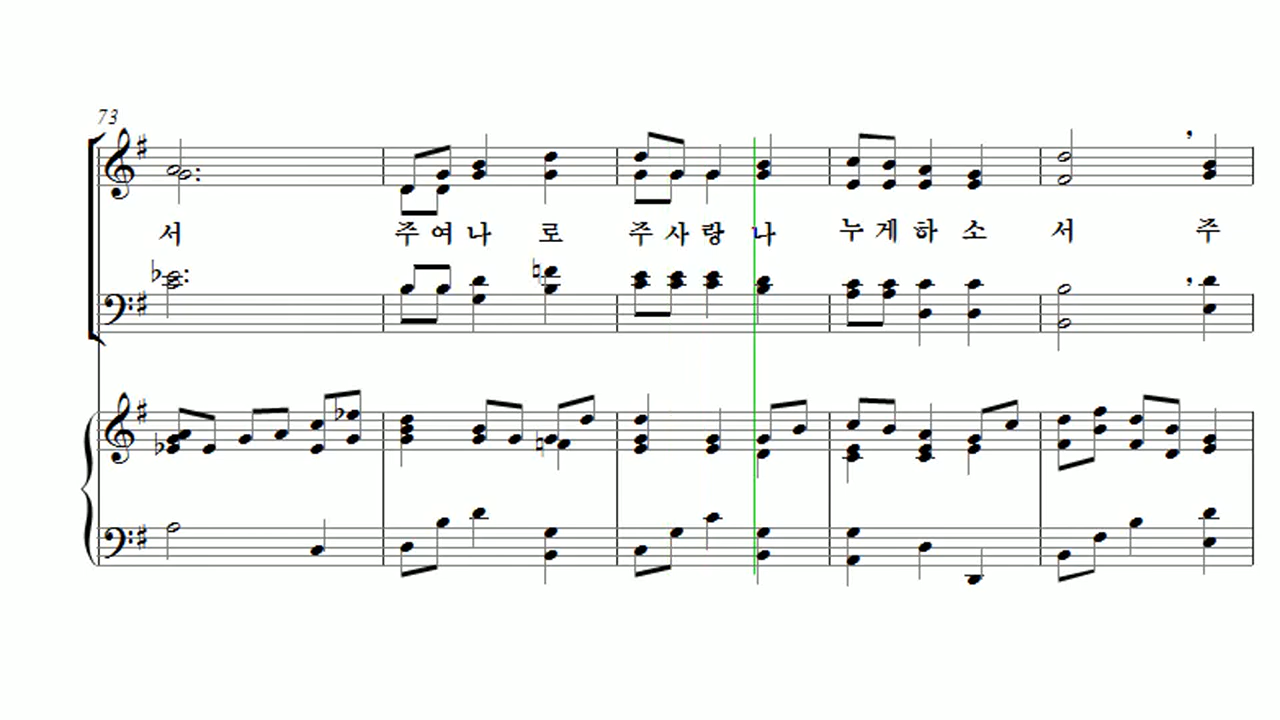 73
서 주 여 나 로 주 사 랑 나 누 게 하 소 서 주